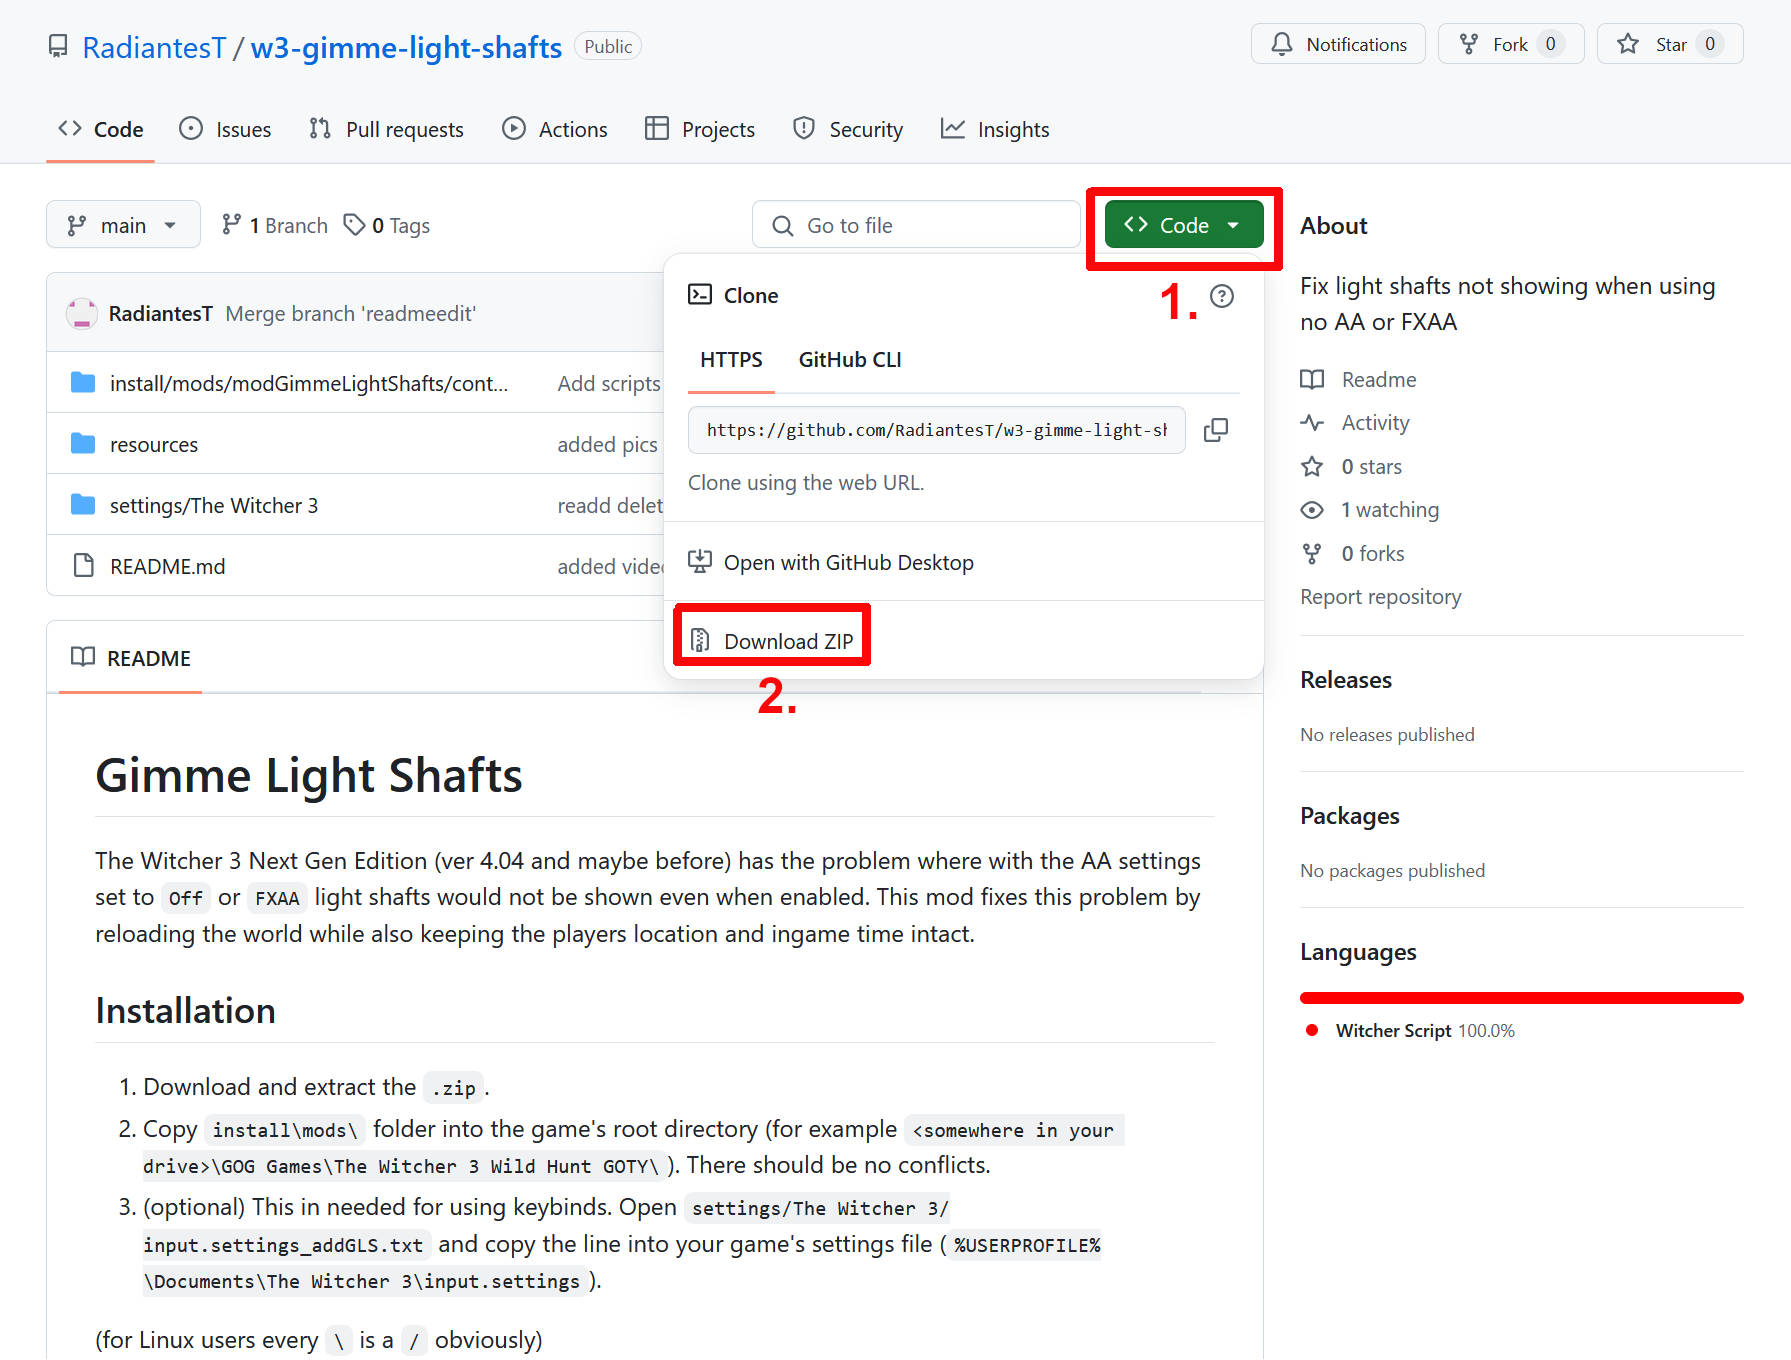 RadiantesT / w3-gimme-light-shafts Public
Notifications
Fork 0
Star 0
Code
Issues
Pull requests
Actions
Projects
Security
Insights
main
1 Branch
0 Tags
Go to file
Code
1.
RadiantesT Merge branch 'readmeedit'
install/mods/modGimmeLightShafts/cont... Add scripts
resources added pics
settings/The Witcher 3 readd delet
README.md added video
Clone
HTTPS GitHub CLI
https://github.com/RadiantesT/w3-gimme-light-sh
Clone using the web URL.
Open with GitHub Desktop
Download ZIP
2.
README
Gimme Light Shafts
The Witcher 3 Next Gen Edition (ver 4.04 and maybe before) has the problem where with the AA settings
set to Off or FXAA light shafts would not be shown even when enabled. This mod fixes this problem by
reloading the world while also keeping the players location and ingame time intact.
Installation
1. Download and extract the .zip.
2. Copy install\mods\ folder into the game's root directory (for example <somewhere in your
drive>\GOG Games\The Witcher 3 Wild Hunt GOTY\ ). There should be no conflicts.
3. (optional) This in needed for using keybinds. Open settings/The Witcher 3/
input.settings_addGLS.txt and copy the line into your game's settings file ( %USERPROFILE%
\Documents\The Witcher 3\input.settings ).
(for Linux users every \ is a / obviously)
About
Fix light shafts not showing when using
no AA or FXAA
Readme
Activity
0 stars
1 watching
0 forks
Report repository
Releases
No releases published
Packages
No packages published
Languages
Witcher Script 100.0%